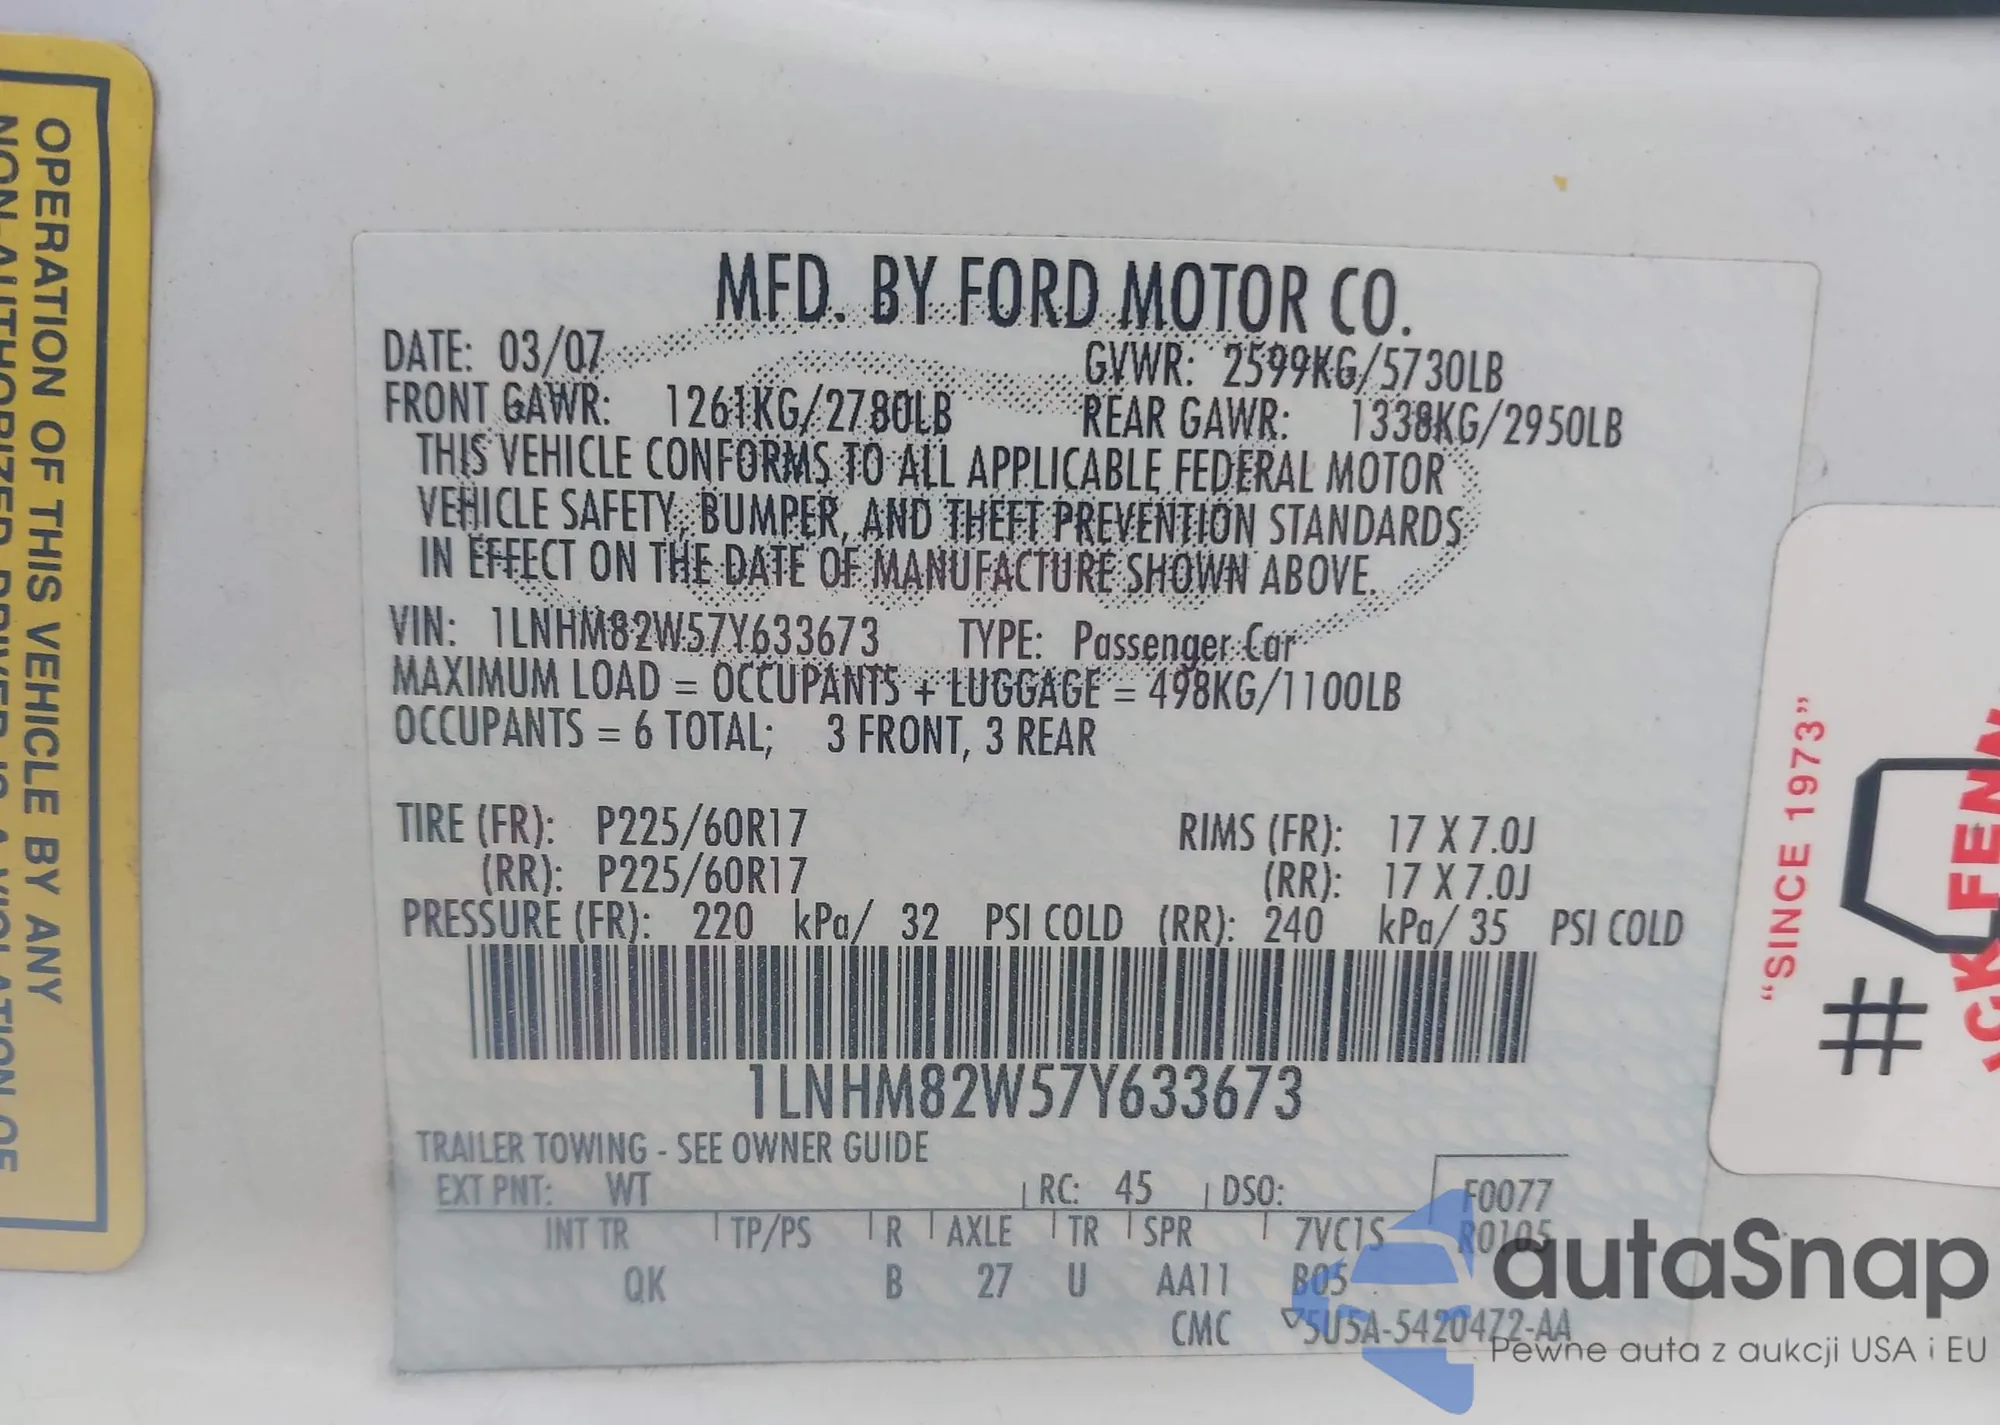 OPERATION OF THIS VEHICLE BY ANY
MFD. BY FORD MOTOR CO.
DATE: 03/07
GVWR: 2599KG/5730LB
FRONT GAWR: 1261KG/2780LB
REAR GAWR: 1338KG/2950LB
THIS VEHICLE CONFORMS TO ALL APPLICABLE FEDERAL MOTOR
VEHICLE SAFETY, BUMPER, AND THEFT PREVENTION STANDARDS
IN EFFECT ON THE DATE OF MANUFACTURE SHOWN ABOVE.
VIN: 1LNHM82W57Y633673 TYPE: Passenger Car
MAXIMUM LOAD = OCCUPANTS + LUGGAGE = 498KG/1100LB
OCCUPANTS = 6 TOTAL; 3 FRONT, 3 REAR
TIRE (FR): P225/60R17 RIMS (FR): 17 X 7.0J
(RR): P225/60R17 (RR): 17 X 7.0J
PRESSURE (FR): 220 kPa/ 32 PSI COLD (RR): 240 kPa/ 35 PSI COLD
1LNHM82W57Y633673
TRAILER TOWING - SEE OWNER GUIDE
EXT PNT: WT RC: 45 DSO: F0077
INT TR TP/PS R AXLE TR SPR 7VC1S R0105
QK B 27 U AA11 B05
CMC ▽5U5A-5420472-AA
"SINCE 1973"
#
autaSnap
Pewne auta z aukcji USA i EU